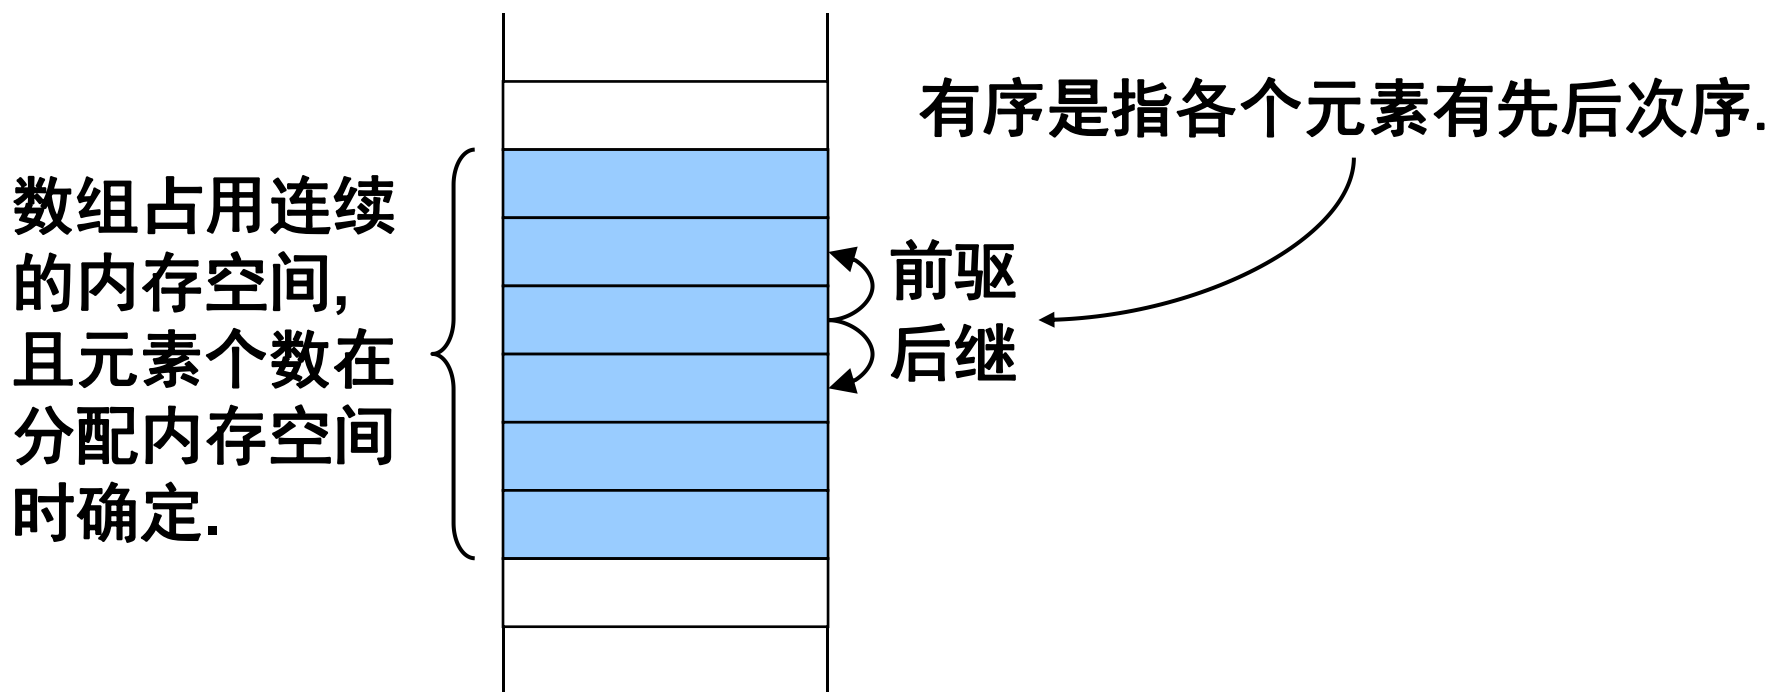 有序是指各个元素有先后次序.
数组占用连续
的内存空间,
且元素个数在
分配内存空间
时确定.
前驱
后继